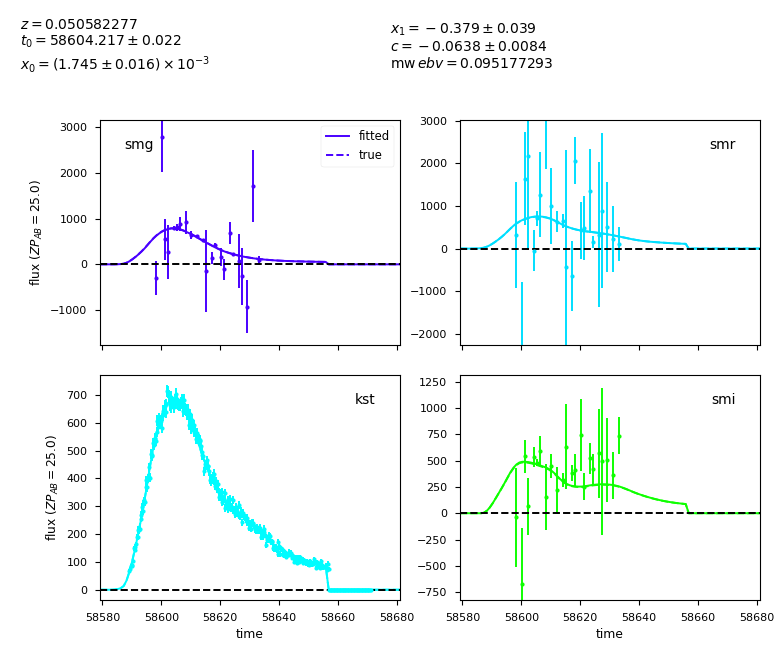 z = 0.050582277
t0 = 58604.217 ± 0.022
x0 = (1.745 ± 0.016) × 10^−3
x1 = −0.379 ± 0.039
c = −0.0638 ± 0.0084
mw ebv = 0.095177293
smg
fitted
true
3000
2000
1000
0
−1000
flux (ZP_AB = 25.0)
smr
3000
2000
1000
0
−1000
−2000
kst
700
600
500
400
300
200
100
0
flux (ZP_AB = 25.0)
58580 58600 58620 58640 58660 58680
time
smi
1250
1000
750
500
250
0
−250
−500
−750
58580 58600 58620 58640 58660 58680
time